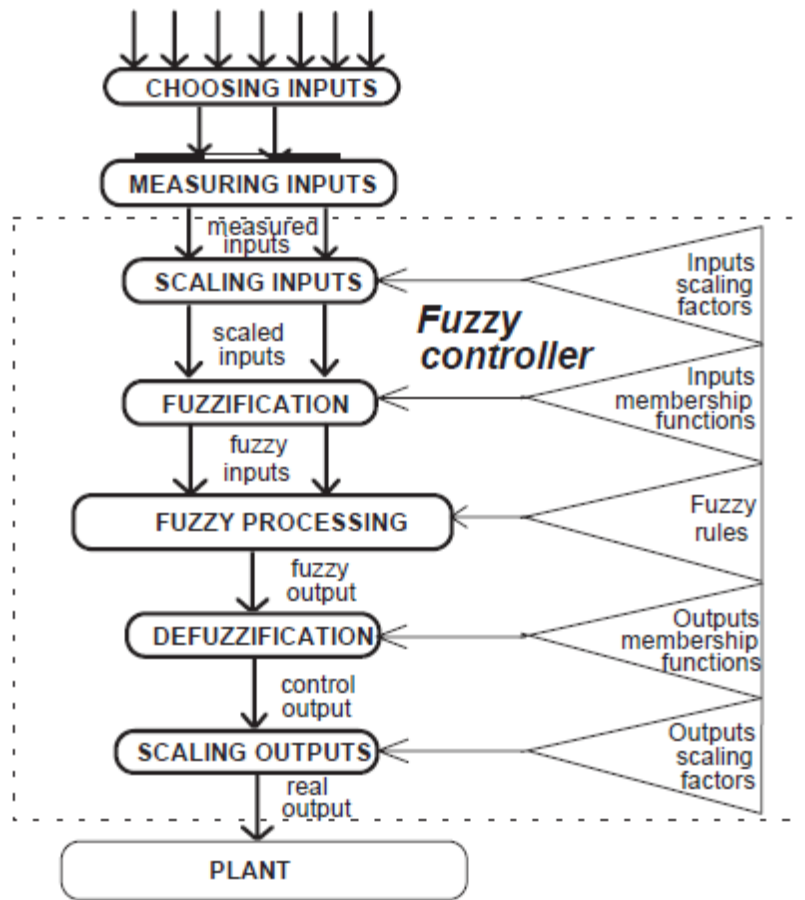 CHOOSING INPUTS
MEASURING INPUTS
measured
inputs
SCALING INPUTS
Inputs
scaling
factors
Fuzzy
controller
scaled
inputs
FUZZIFICATION
Inputs
membership
functions
fuzzy
inputs
FUZZY PROCESSING
Fuzzy
rules
fuzzy
output
DEFUZZIFICATION
Outputs
membership
functions
control
output
SCALING OUTPUTS
Outputs
scaling
factors
real
output
PLANT